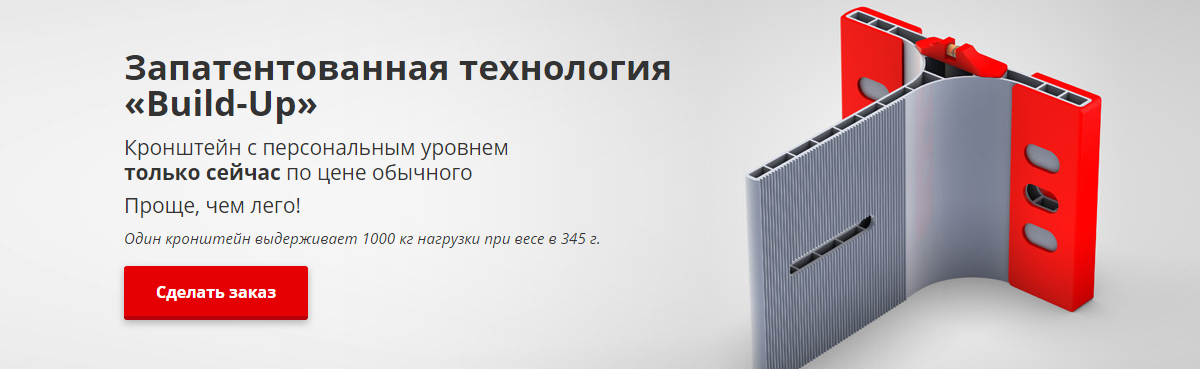 Запатентованная технология
«Build-Up»
Кронштейн с персональным уровнем
только сейчас по цене обычного
Проще, чем лего!
Один кронштейн выдерживает 1000 кг нагрузки при весе в 345 г.
Сделать заказ